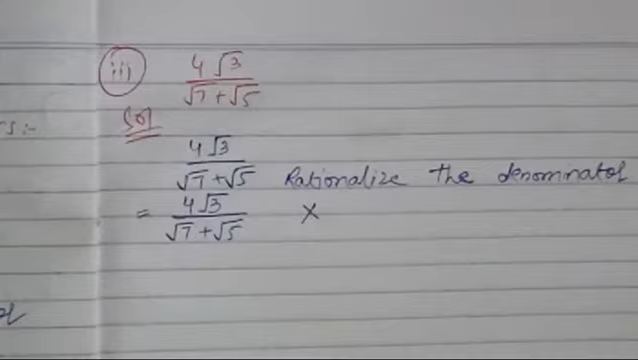 iii) 4√3 / √7 + √5
s:-
Sol
4√3 / √7 + √5 Rationalize the denominator
= 4√3 / √7 + √5 ×